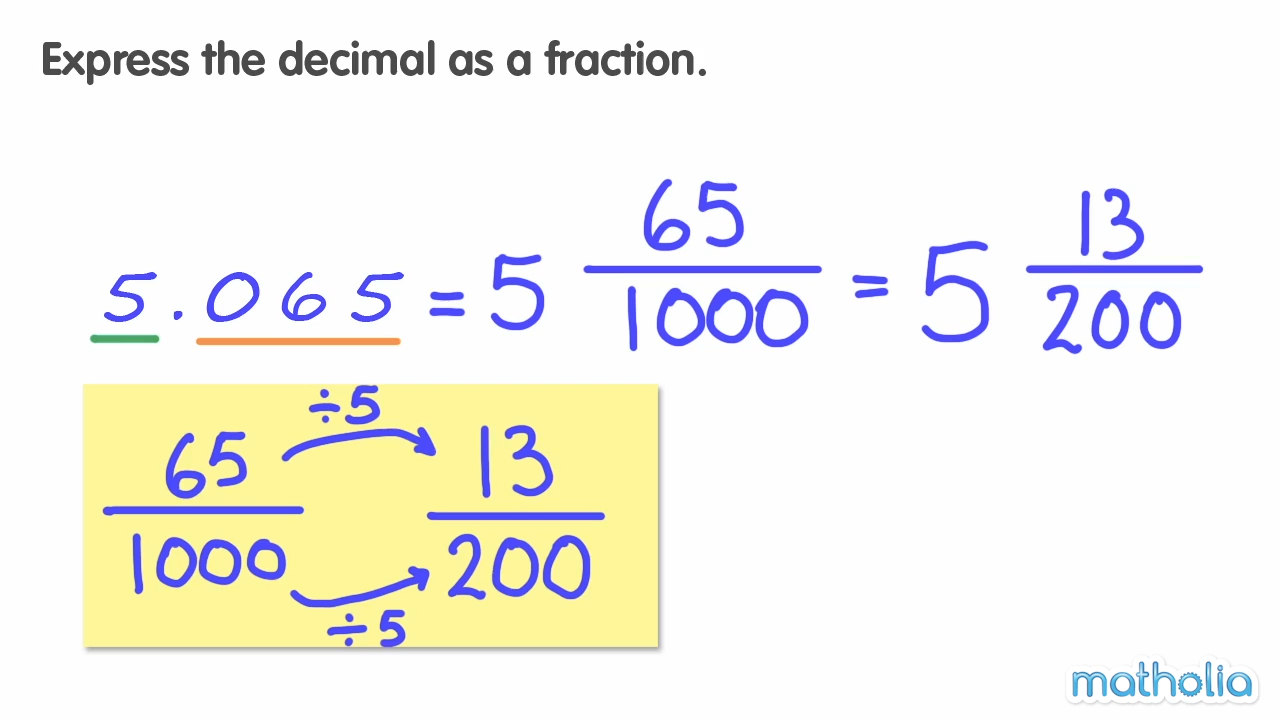 Express the decimal as a fraction.
5.065 = 5 65/1000 = 5 13/200
÷5
65/1000 13/200
÷5
matholia